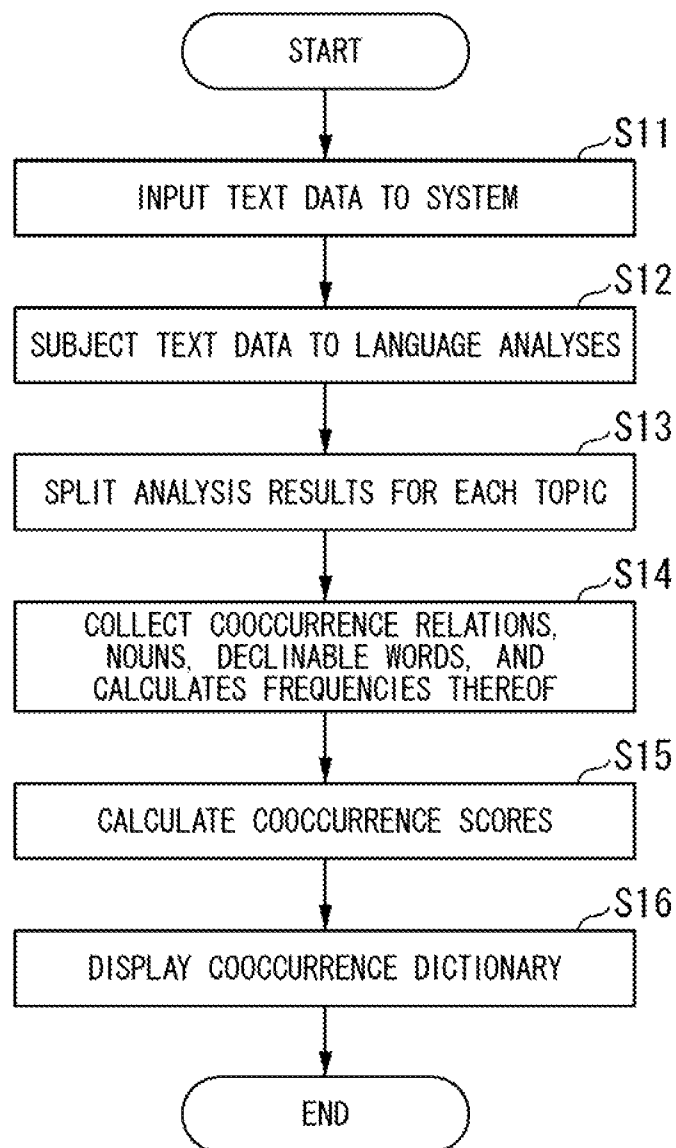 START
S11
INPUT TEXT DATA TO SYSTEM
S12
SUBJECT TEXT DATA TO LANGUAGE ANALYSES
S13
SPLIT ANALYSIS RESULTS FOR EACH TOPIC
S14
COLLECT COOCCURRENCE RELATIONS,
NOUNS, DECLINABLE WORDS, AND
CALCULATES FREQUENCIES THEREOF
S15
CALCULATE COOCCURRENCE SCORES
S16
DISPLAY COOCCURRENCE DICTIONARY
END